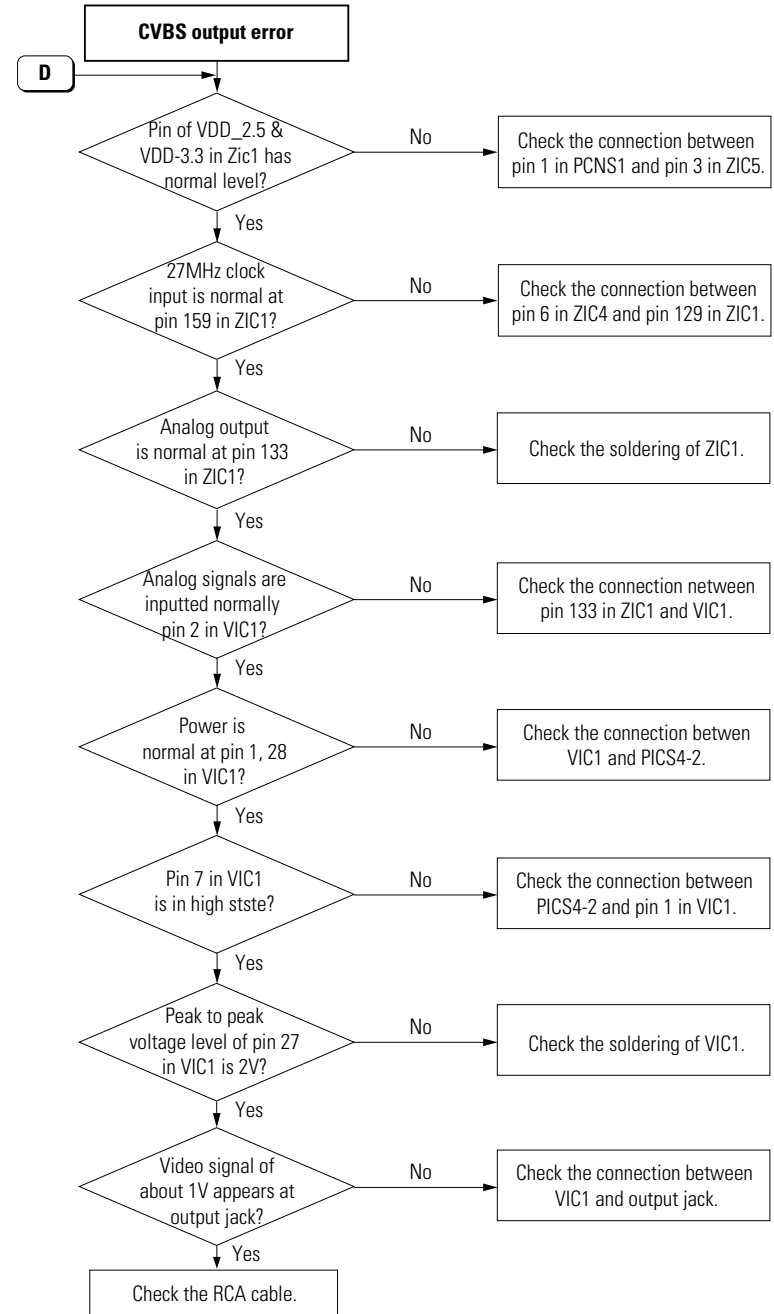 CVBS output error
D
Pin of VDD_2.5 &
VDD-3.3 in Zic1 has
normal level?
No
Check the connection between
pin 1 in PCNS1 and pin 3 in ZIC5.
Yes
27MHz clock
input is normal at
pin 159 in ZIC1?
No
Check the connection between
pin 6 in ZIC4 and pin 129 in ZIC1.
Yes
Analog output
is normal at pin 133
in ZIC1?
No
Check the soldering of ZIC1.
Yes
Analog signals are
inputted normally
pin 2 in VIC1?
No
Check the connection netween
pin 133 in ZIC1 and VIC1.
Yes
Power is
normal at pin 1, 28
in VIC1?
No
Check the connection betwen
VIC1 and PICS4-2.
Yes
Pin 7 in VIC1
is in high stste?
No
Check the connection between
PICS4-2 and pin 1 in VIC1.
Yes
Peak to peak
voltage level of pin 27
in VIC1 is 2V?
No
Check the soldering of VIC1.
Yes
Video signal of
about 1V appears at
output jack?
No
Check the connection between
VIC1 and output jack.
Yes
Check the RCA cable.